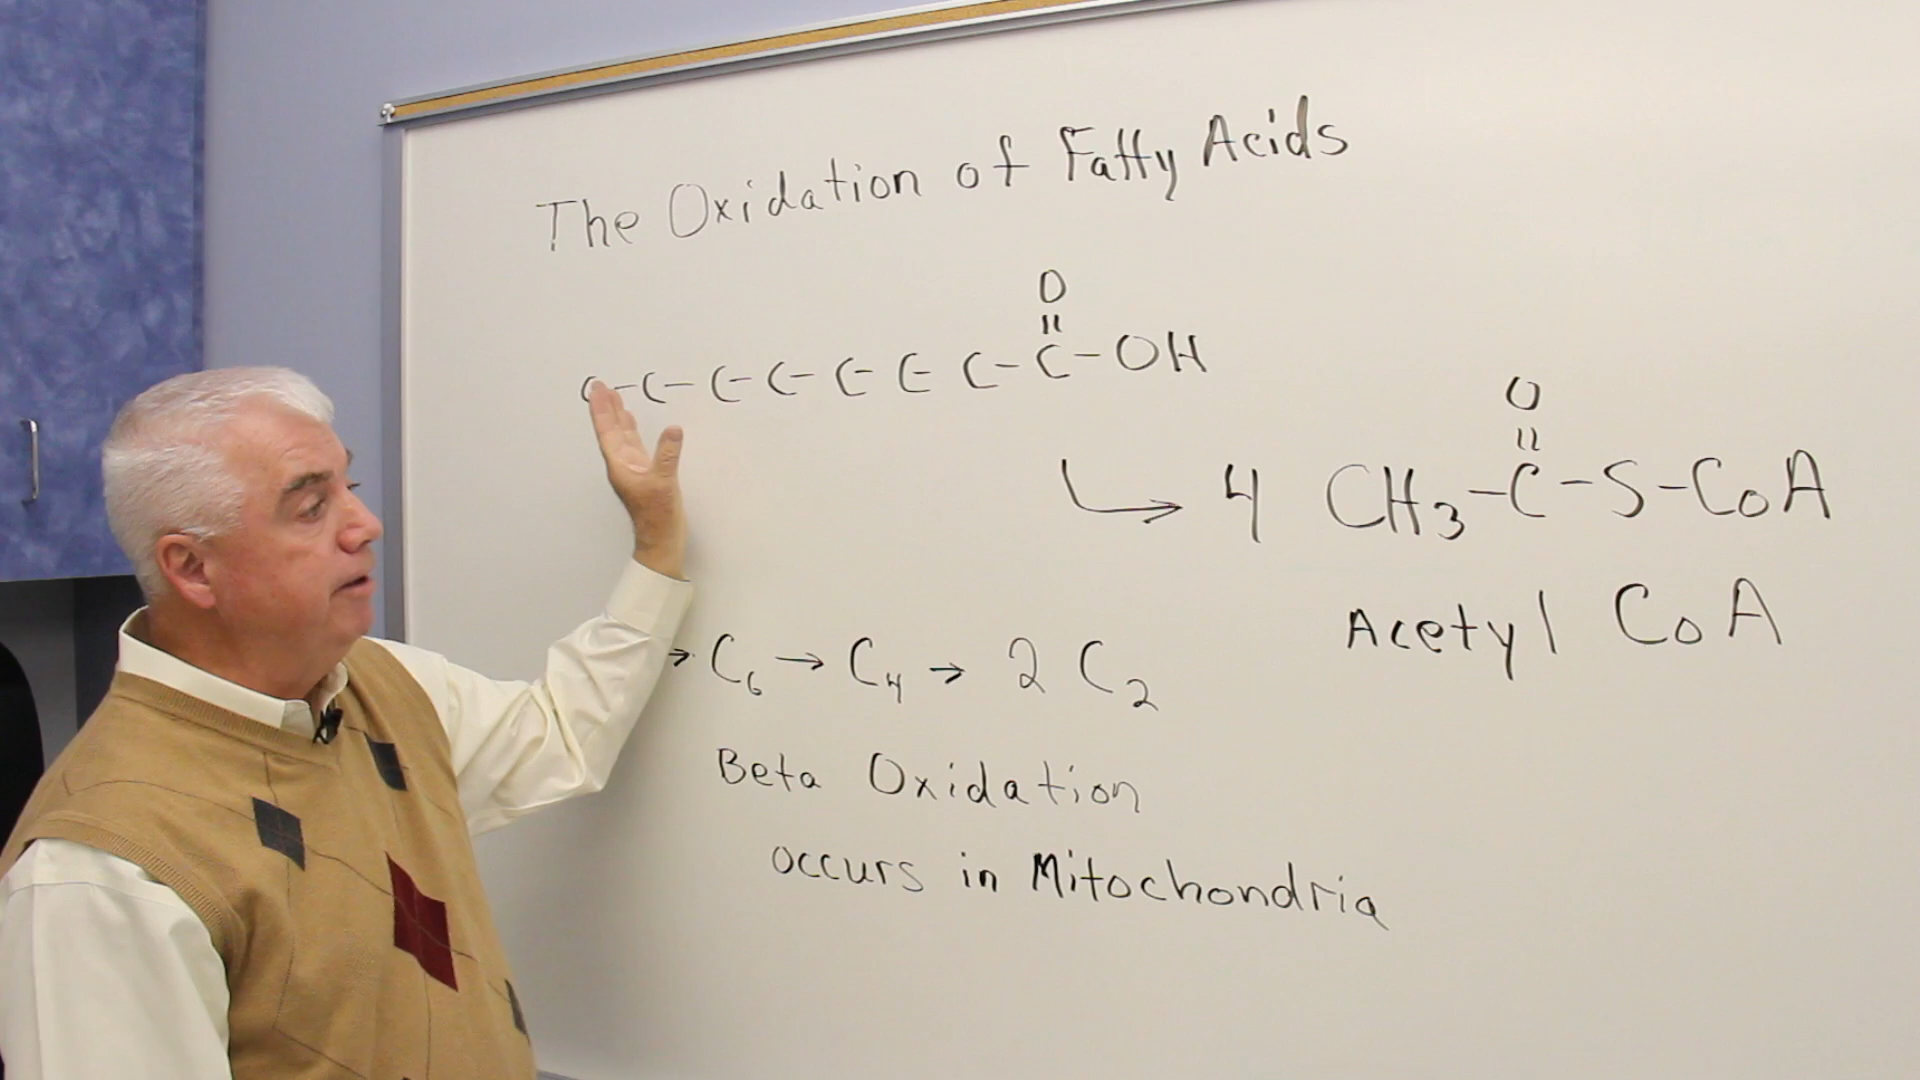 The Oxidation of Fatty Acids
O
||
C-C-C-C-C-C-C-C-OH
O
||
↳ 4 CH3-C-S-CoA
Acetyl CoA
→ C6 → C4 → 2 C2
Beta Oxidation
occurs in Mitochondria